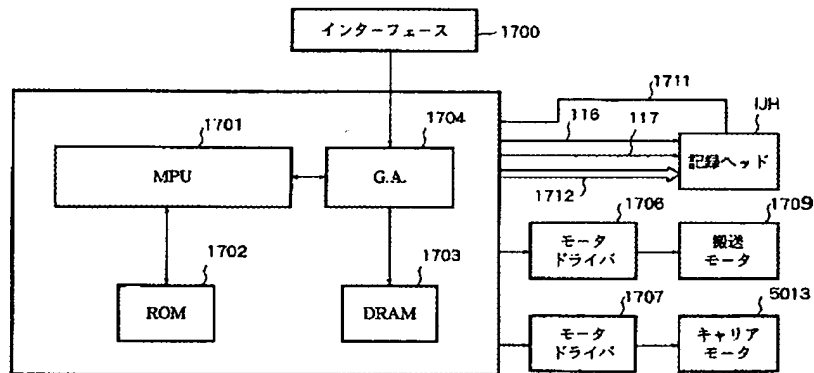 インターフェース
1700
1711
IJH
116
1701
1704
117
MPU
G.A.
記録ヘッド
1712
1706
1709
モータ
ドライバ
搬送
モータ
1702
1703
ROM
DRAM
1707
5013
モータ
ドライバ
キャリア
モータ